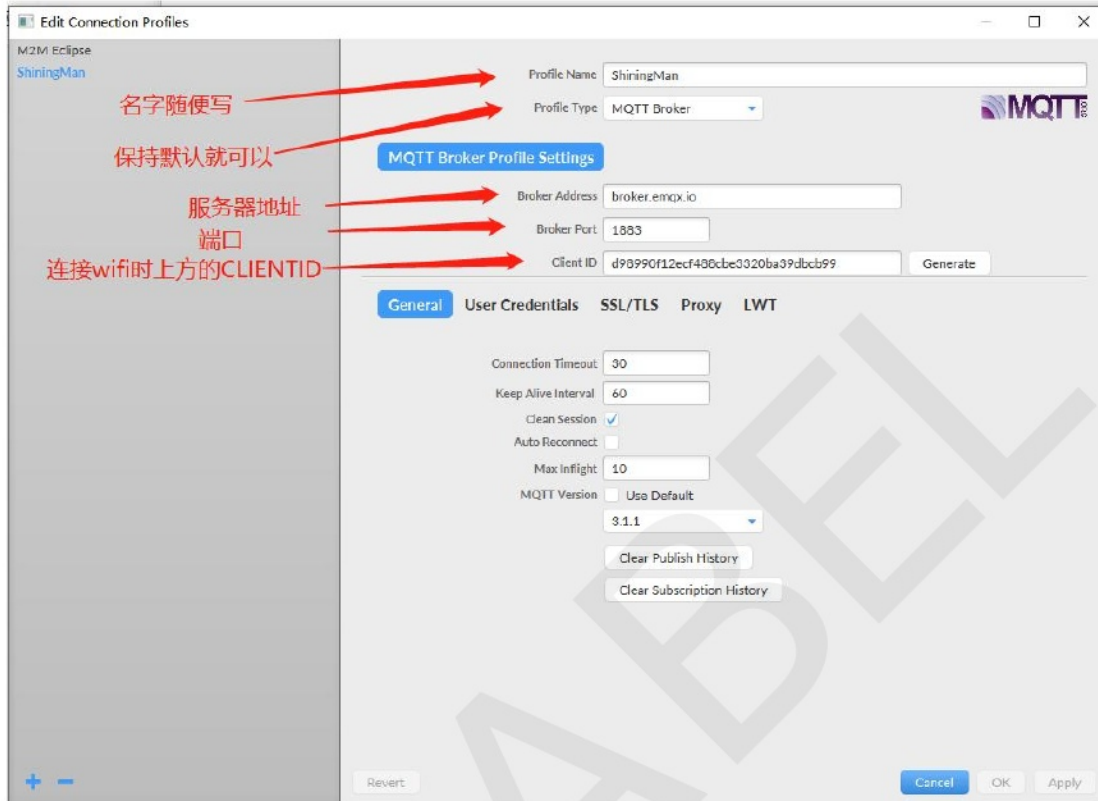 Edit Connection Profiles
M2M Eclipse
ShiningMan
名字随便写
Profile Name ShiningMan
保持默认就可以
Profile Type MQTT Broker
MQTT
MQTT Broker Profile Settings
服务器地址
Broker Address broker.emqx.io
端口
Broker Port 1883
连接wifi时上方的CLIENTID
Client ID d98990f12ecf488cbe3320ba39dbcb99 Generate
General User Credentials SSL/TLS Proxy LWT
Connection Timeout 30
Keep Alive Interval 60
Clean Session
Auto Reconnect
Max Inflight 10
MQTT Version Use Default
3.1.1
Clear Publish History
Clear Subscription History
Revert Cancel OK Apply
ABEL